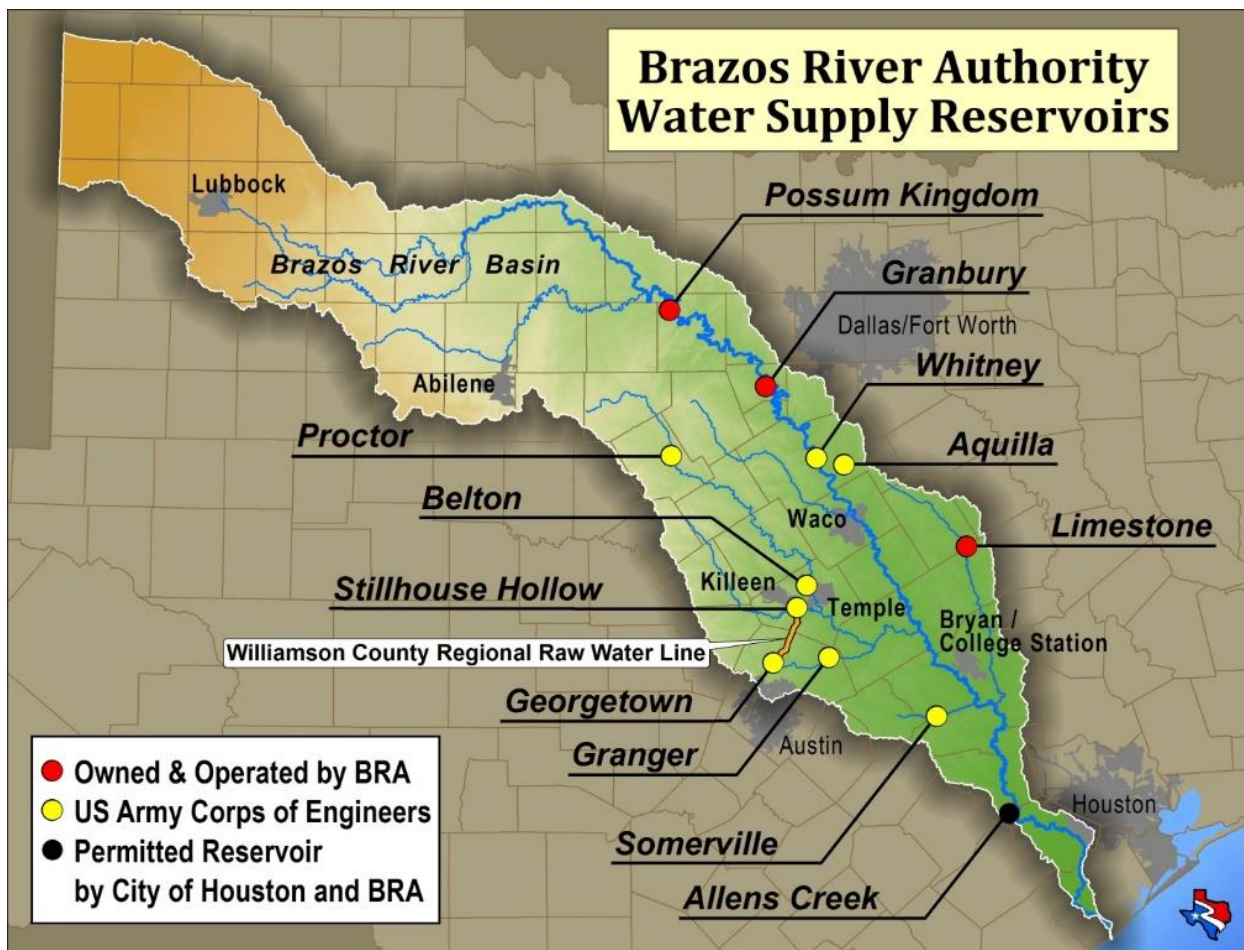 Brazos River Authority
Water Supply Reservoirs
Possum Kingdom
Lubbock
Granbury
Brazos River Basin
Dallas/Fort Worth
Whitney
Abilene
Proctor
Aquilla
Belton
Waco
Limestone
Stillhouse Hollow
Killeen
Temple
Bryan /
College Station
Williamson County Regional Raw Water Line
Georgetown
Granger
Austin
Houston
Somerville
Allens Creek
Owned & Operated by BRA
US Army Corps of Engineers
Permitted Reservoir
by City of Houston and BRA